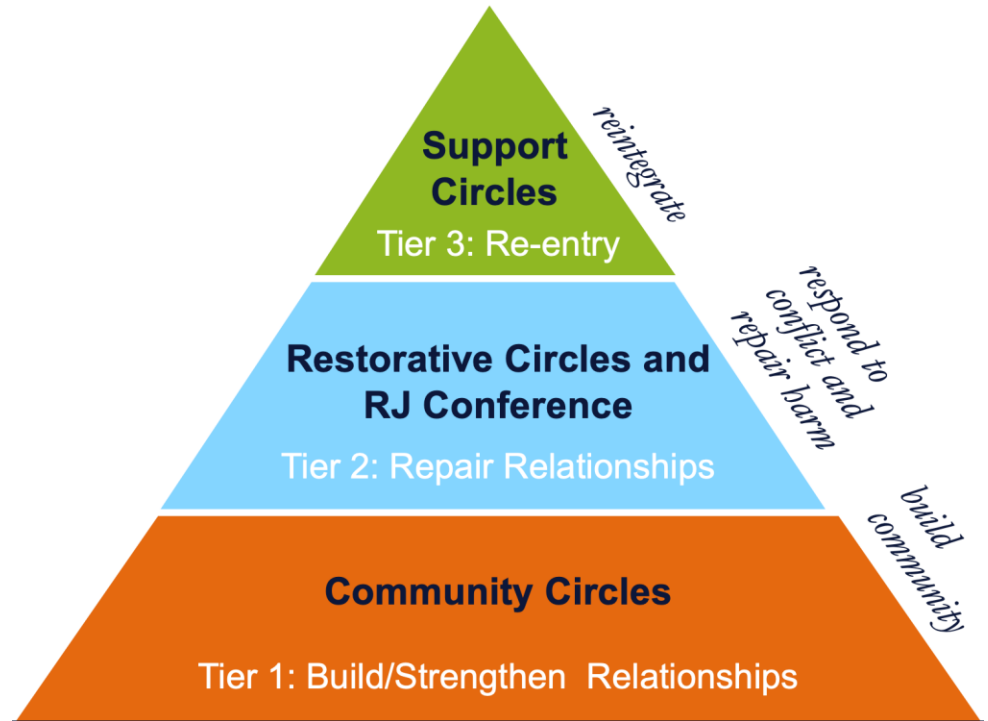 Support
Circles
Tier 3: Re-entry
reintegrate
Restorative Circles and
RJ Conference
Tier 2: Repair Relationships
respond to
conflict and
repair harm
Community Circles
Tier 1: Build/Strengthen Relationships
build
community